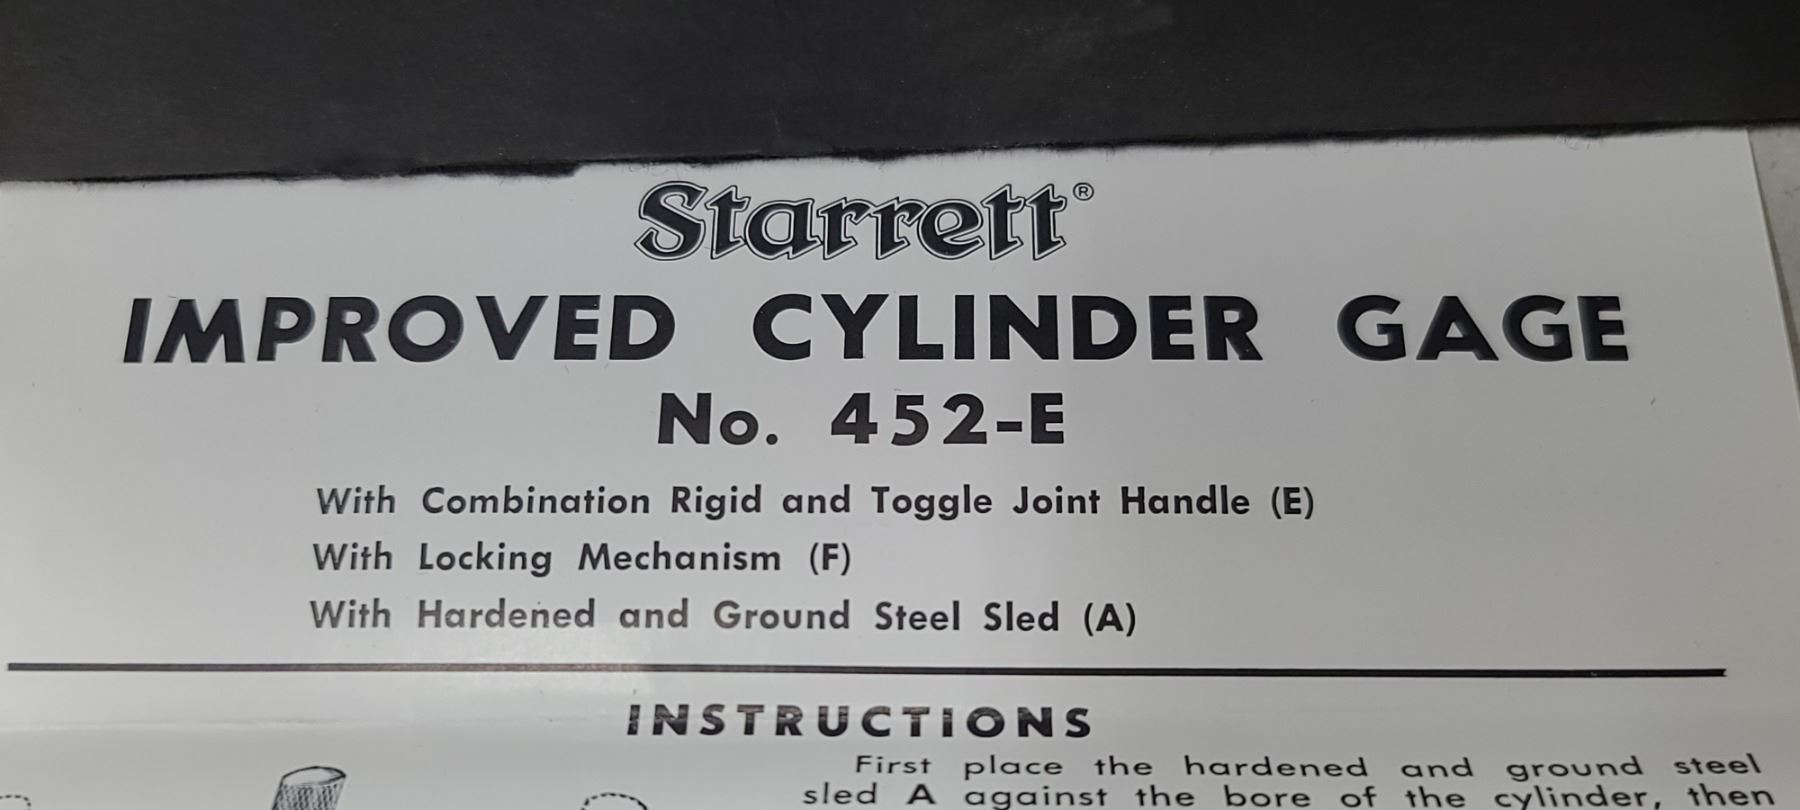 Starrett®
IMPROVED CYLINDER GAGE
No. 452-E
With Combination Rigid and Toggle Joint Handle (E)
With Locking Mechanism (F)
With Hardened and Ground Steel Sled (A)
INSTRUCTIONS
First place the hardened and ground steel
sled A against the bore of the cylinder, then